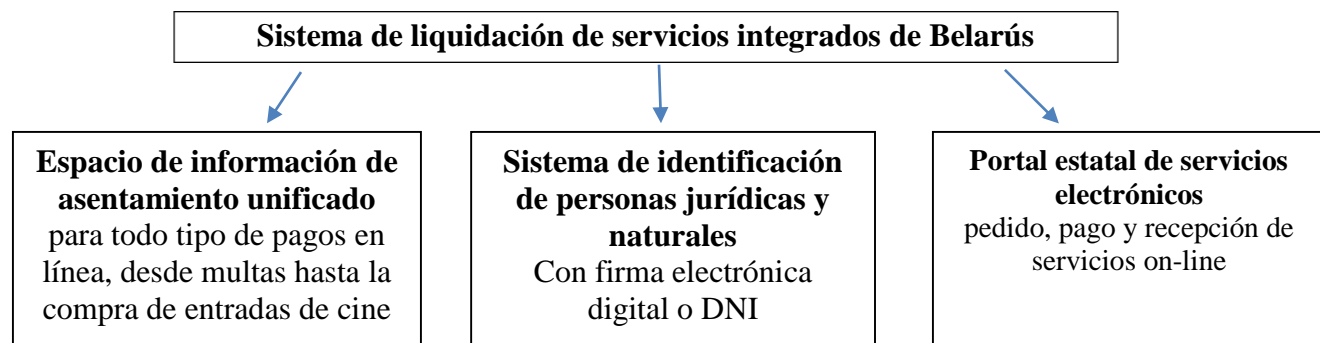 Sistema de liquidación de servicios integrados de Belarús
Espacio de información de
asentamiento unificado
para todo tipo de pagos en
línea, desde multas hasta la
compra de entradas de cine
Sistema de identificación
de personas jurídicas y
naturales
Con firma electrónica
digital o DNI
Portal estatal de servicios
electrónicos
pedido, pago y recepción de
servicios on-line